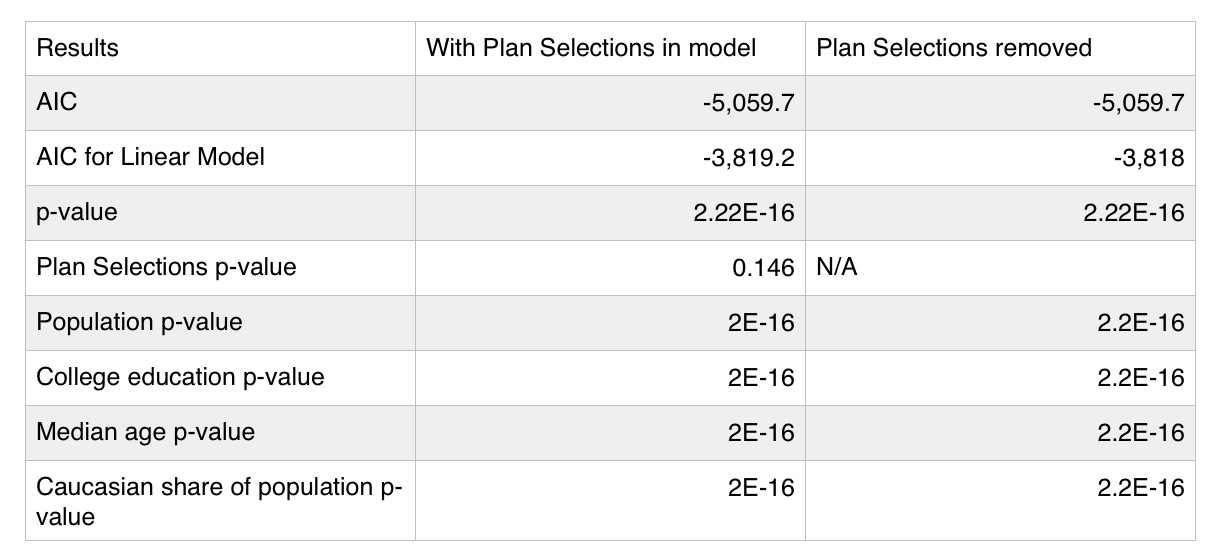 Results With Plan Selections in model Plan Selections removed
AIC -5,059.7 -5,059.7
AIC for Linear Model -3,819.2 -3,818
p-value 2.22E-16 2.22E-16
Plan Selections p-value 0.146 N/A
Population p-value 2E-16 2.2E-16
College education p-value 2E-16 2.2E-16
Median age p-value 2E-16 2.2E-16
Caucasian share of population p- 2E-16 2.2E-16
value